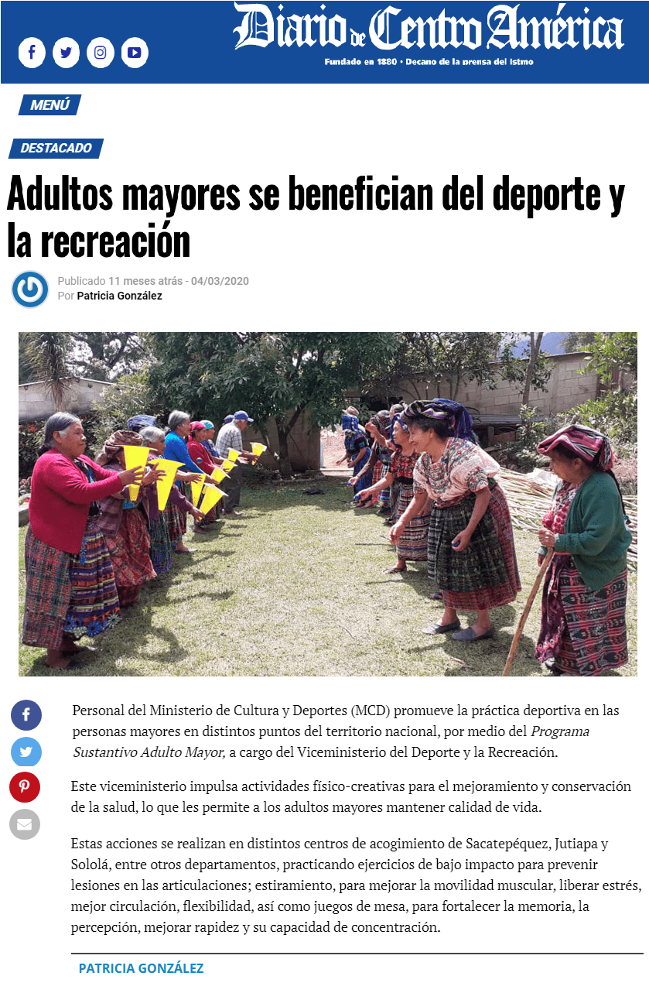 Diario de Centro América
Fundado en 1880 • Decano de la prensa del Istmo
MENÚ
DESTACADO
Adultos mayores se benefician del deporte y
la recreación
Publicado 11 meses atrás - 04/03/2020
Por Patricia González
Personal del Ministerio de Cultura y Deportes (MCD) promueve la práctica deportiva en las
personas mayores en distintos puntos del territorio nacional, por medio del Programa
Sustantivo Adulto Mayor, a cargo del Viceministerio del Deporte y la Recreación.
Este viceministerio impulsa actividades físico-creativas para el mejoramiento y conservación
de la salud, lo que les permite a los adultos mayores mantener calidad de vida.
Estas acciones se realizan en distintos centros de acogimiento de Sacatepéquez, Jutiapa y
Sololá, entre otros departamentos, practicando ejercicios de bajo impacto para prevenir
lesiones en las articulaciones; estiramiento, para mejorar la movilidad muscular, liberar estrés,
mejor circulación, flexibilidad, así como juegos de mesa, para fortalecer la memoria, la
percepción, mejorar rapidez y su capacidad de concentración.
PATRICIA GONZÁLEZ